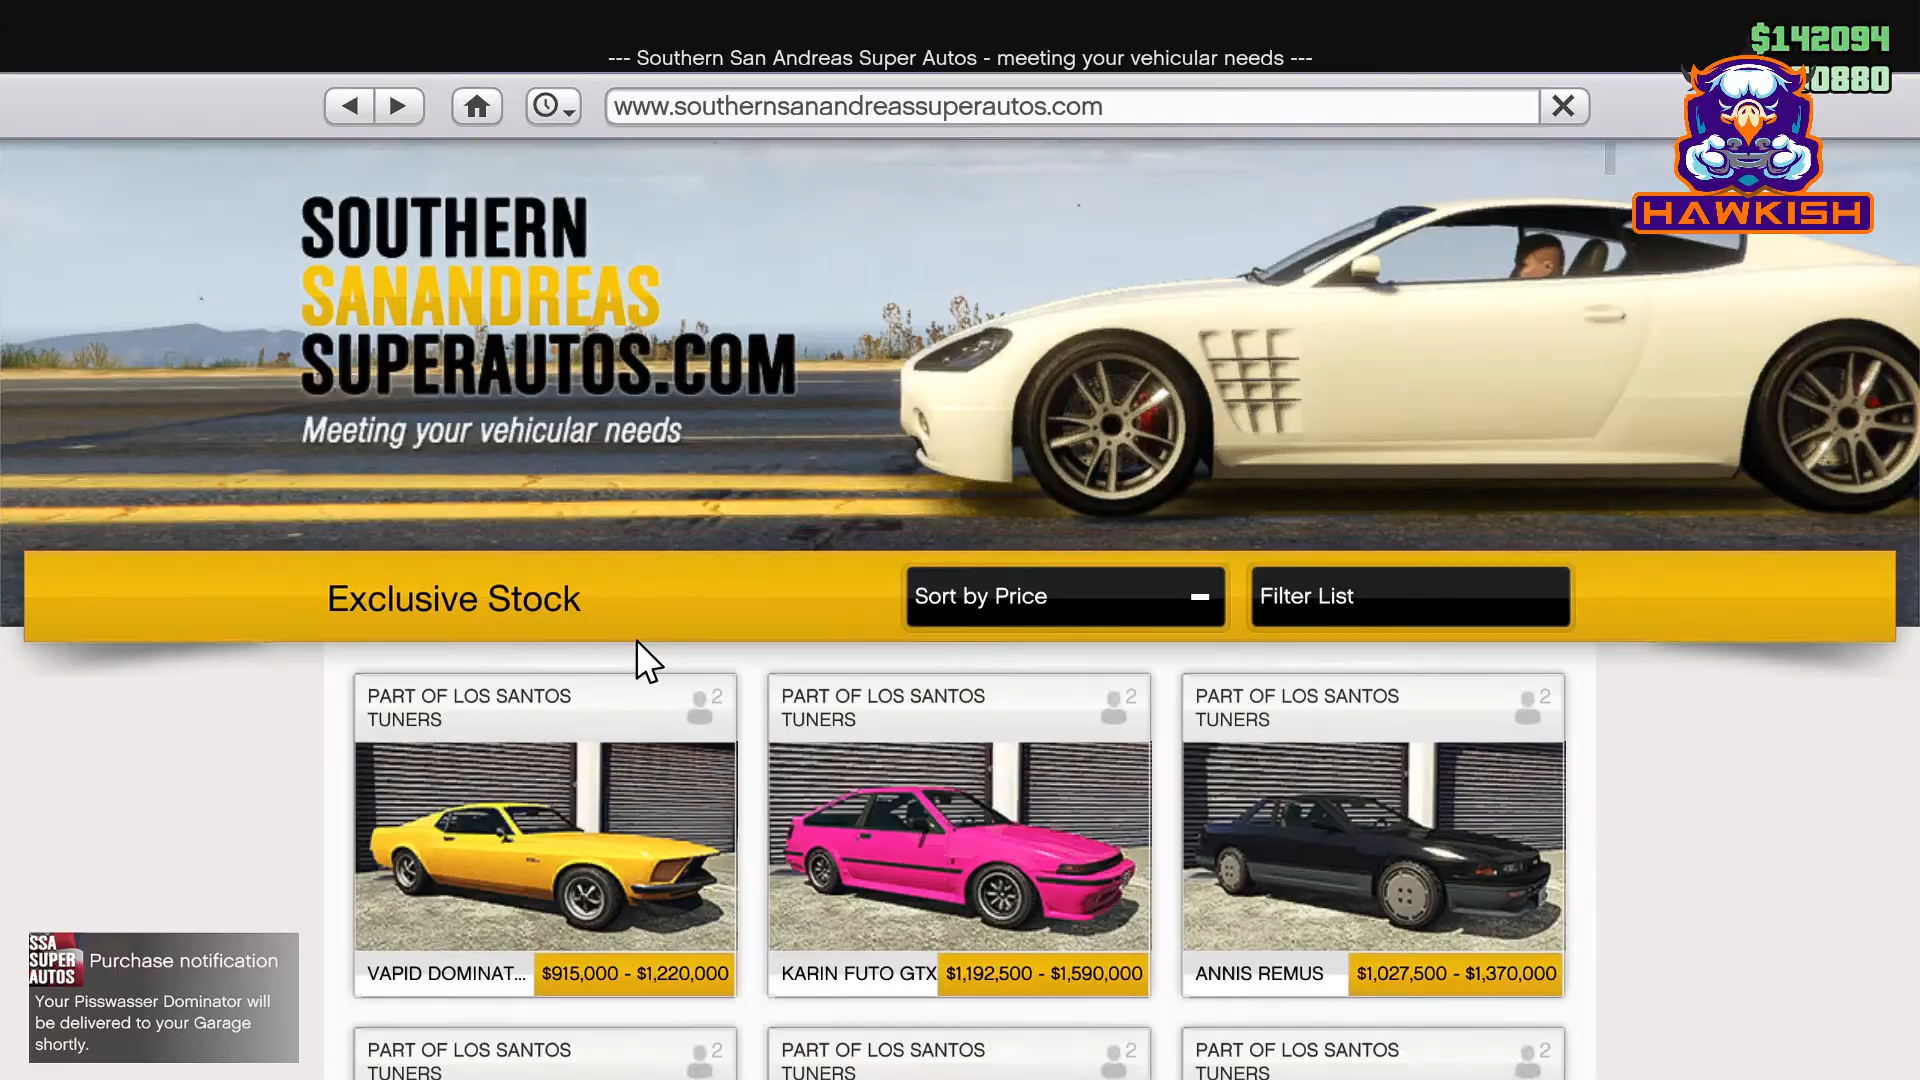 --- Southern San Andreas Super Autos - meeting your vehicular needs ---
$142094
0880
www.southernsanandreassuperautos.com
HAWKISH
SOUTHERN
SANANDREAS
SUPERAUTOS.COM
Meeting your vehicular needs
Exclusive Stock
Sort by Price
Filter List
PART OF LOS SANTOS
TUNERS
2
PART OF LOS SANTOS
TUNERS
2
PART OF LOS SANTOS
TUNERS
2
VAPID DOMINAT... $915,000 - $1,220,000
KARIN FUTO GTX $1,192,500 - $1,590,000
ANNIS REMUS $1,027,500 - $1,370,000
SSA
SUPER
AUTOS
Purchase notification
Your Pisswasser Dominator will
be delivered to your Garage
shortly.
PART OF LOS SANTOS
TUNERS
2
PART OF LOS SANTOS
TUNERS
2
PART OF LOS SANTOS
TUNERS
2